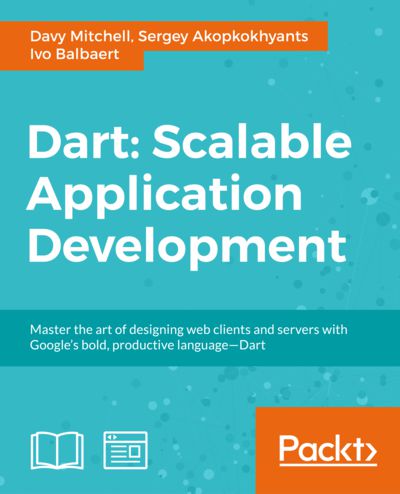 Davy Mitchell, Sergey Akopkokhyants
Ivo Balbaert
Dart: Scalable
Application
Development
Master the art of designing web clients and servers with
Google's bold, productive language—Dart
Packt>